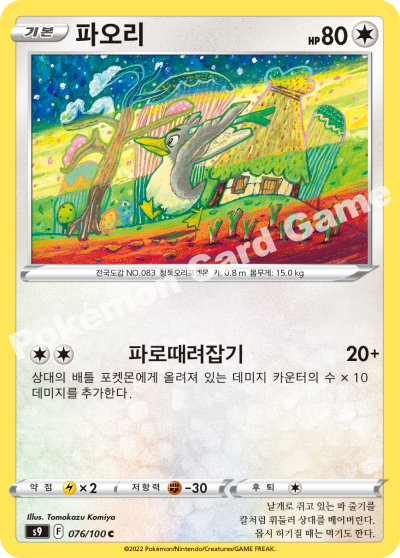 기본 파오리 HP 80
전국도감 NO.083 청둥오리포켓몬 키: 0.8 m 몸무게: 15.0 kg
Pokémon Card Game
파로때려잡기 20+
상대의 배틀 포켓몬에게 올려져 있는 데미지 카운터의 수 × 10
데미지를 추가한다.
약점 ×2 저항력 -30 후퇴
Illus. Tomokazu Komiya
s9 F 076/100 C
날개로 쥐고 있는 파 줄기를
칼처럼 휘둘러 상대를 베어버린다.
몹시 허기질 때는 먹기도 한다.
©2022 Pokémon/Nintendo/Creatures/GAME FREAK.